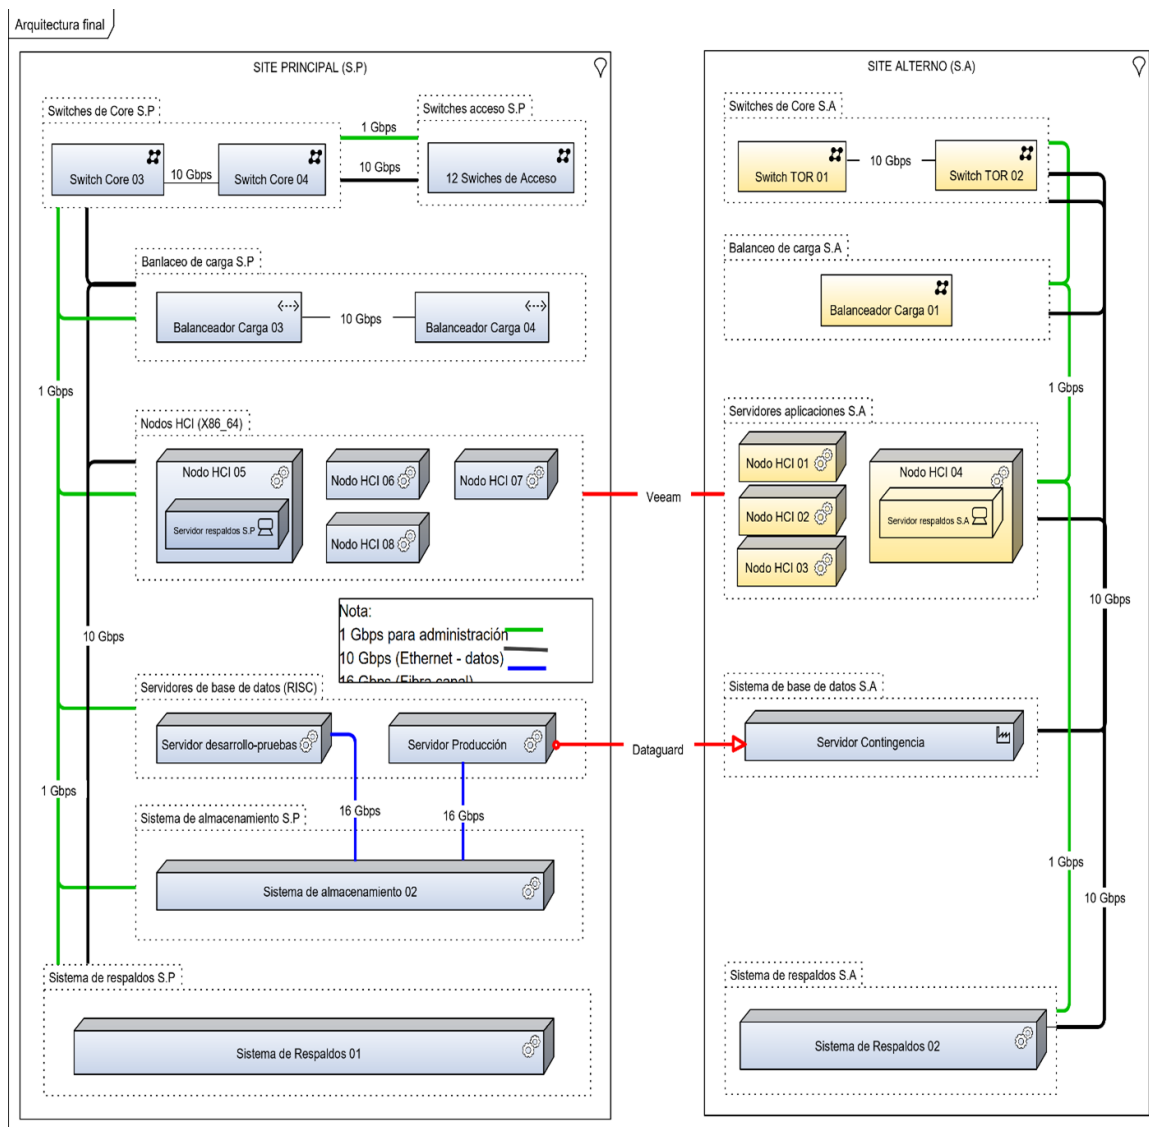 Arquitectura final
SITE PRINCIPAL (S.P)
Switches de Core S.P
Switch Core 03
10 Gbps
Switch Core 04
1 Gbps
10 Gbps
Switches acceso S.P
12 Swiches de Acceso
Banlaceo de carga S.P
Balanceador Carga 03
10 Gbps
Balanceador Carga 04
1 Gbps
Nodos HCI (X86_64)
Nodo HCI 05
Servidor respaldos S.P
Nodo HCI 06
Nodo HCI 07
Nodo HCI 08
10 Gbps
Nota:
1 Gbps para administración
10 Gbps (Ethernet - datos)
16 Gbps (Fibra canal)
Servidores de base de datos (RISC)
Servidor desarrollo-pruebas
Servidor Producción
1 Gbps
16 Gbps
16 Gbps
Sistema de almacenamiento S.P
Sistema de almacenamiento 02
Sistema de respaldos S.P
Sistema de Respaldos 01
Veeam
Dataguard
SITE ALTERNO (S.A)
Switches de Core S.A
Switch TOR 01
10 Gbps
Switch TOR 02
Balanceo de carga S.A
Balanceador Carga 01
1 Gbps
Servidores aplicaciones S.A
Nodo HCI 01
Nodo HCI 02
Nodo HCI 03
Nodo HCI 04
Servidor respaldos S.A
10 Gbps
Sistema de base de datos S.A
Servidor Contingencia
1 Gbps
10 Gbps
Sistema de respaldos S.A
Sistema de Respaldos 02